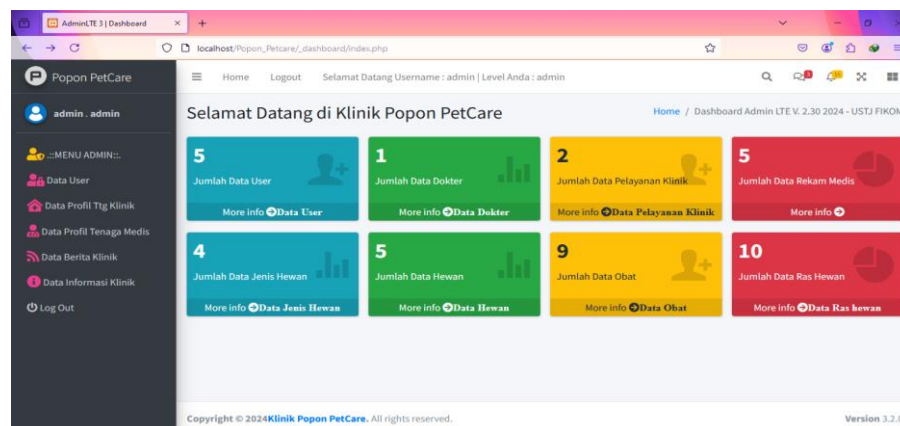 AdminLTE 3 | Dashboard
localhost/Popon_Petcare/_dashboard/index.php
Popon PetCare
Home Logout Selamat Datang Username : admin | Level Anda : admin
admin . admin
Selamat Datang di Klinik Popon PetCare
Home / Dashboard Admin LTE V. 2.30 2024 - USTJ FIKOM
.::MENU ADMIN::.
Data User
Data Profil Ttg Klinik
Data Profil Tenaga Medis
Data Berita Klinik
Data Informasi Klinik
Log Out
5
Jumlah Data User
More info Data User
1
Jumlah Data Dokter
More info Data Dokter
2
Jumlah Data Pelayanan Klinik
More info Data Pelayanan Klinik
5
Jumlah Data Rekam Medis
More info
4
Jumlah Data Jenis Hewan
More info Data Jenis Hewan
5
Jumlah Data Hewan
More info Data Hewan
9
Jumlah Data Obat
More info Data Obat
10
Jumlah Data Ras Hewan
More info Data Ras hewan
Copyright © 2024Klinik Popon PetCare. All rights reserved.
Version 3.2.0